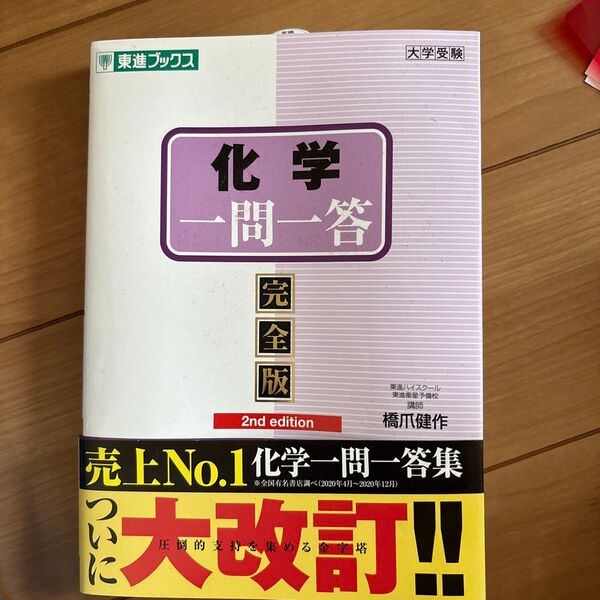 東進ブックス
大学受験
化学
一問一答
完全版
2nd edition
東進ハイスクール
東進衛星予備校
講師
橋爪健作
売上No.1 化学一問一答集
※全国有名書店調べ(2020年4月〜2020年12月)
ついに大改訂!!
圧倒的支持を集める金字塔